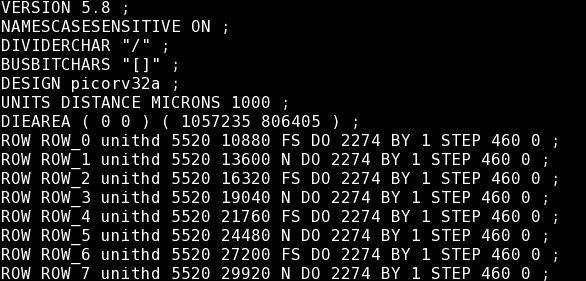 VERSION 5.8 ;
NAMESCASESENSITIVE ON ;
DIVIDERCHAR "/" ;
BUSBITCHARS "[]" ;
DESIGN picorv32a ;
UNITS DISTANCE MICRONS 1000 ;
DIEAREA ( 0 0 ) ( 1057235 806405 ) ;
ROW ROW_0 unithd 5520 10880 FS DO 2274 BY 1 STEP 460 0 ;
ROW ROW_1 unithd 5520 13600 N DO 2274 BY 1 STEP 460 0 ;
ROW ROW_2 unithd 5520 16320 FS DO 2274 BY 1 STEP 460 0 ;
ROW ROW_3 unithd 5520 19040 N DO 2274 BY 1 STEP 460 0 ;
ROW ROW_4 unithd 5520 21760 FS DO 2274 BY 1 STEP 460 0 ;
ROW ROW_5 unithd 5520 24480 N DO 2274 BY 1 STEP 460 0 ;
ROW ROW_6 unithd 5520 27200 FS DO 2274 BY 1 STEP 460 0 ;
ROW ROW_7 unithd 5520 29920 N DO 2274 BY 1 STEP 460 0 ;